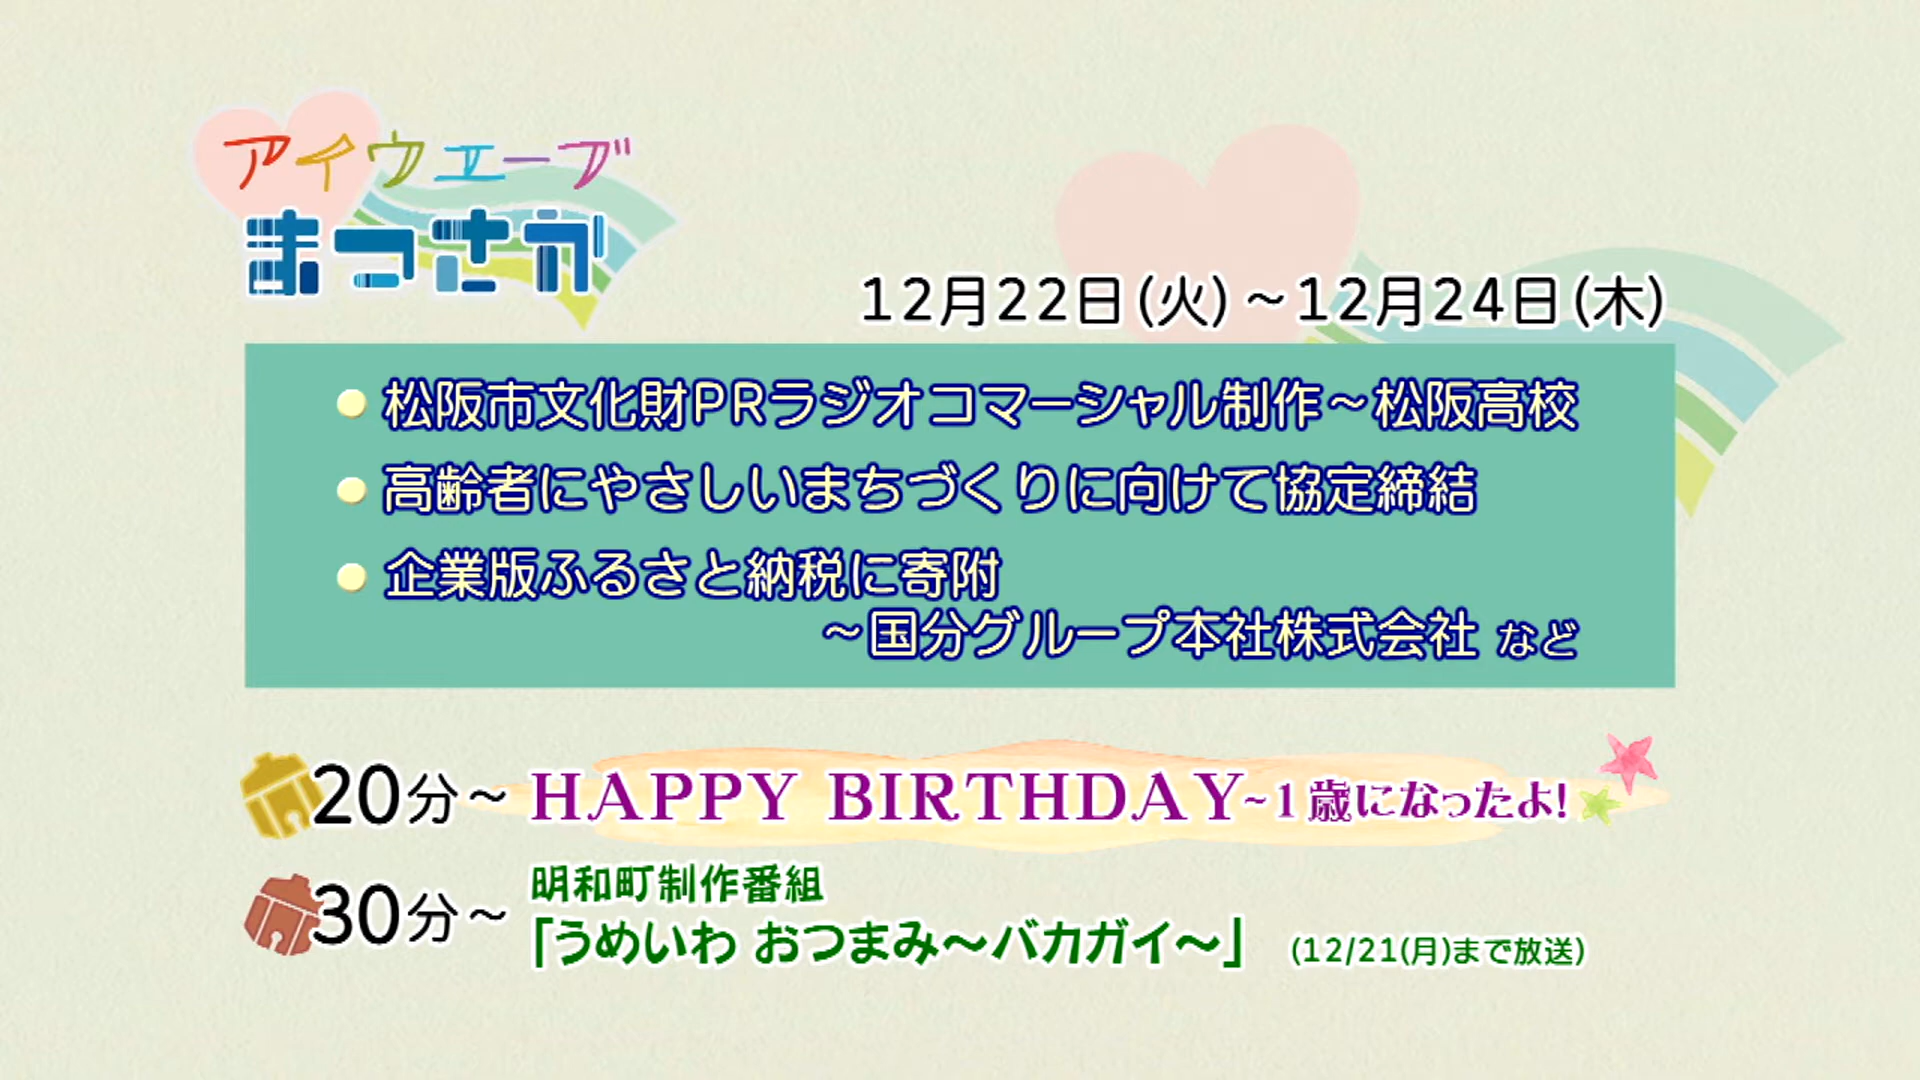 アイウエーブ
まつさか
12月22日(火)～12月24日(木)
● 松阪市文化財PRラジオコマーシャル制作～松阪高校
● 高齢者にやさしいまちづくりに向けて協定締結
● 企業版ふるさと納税に寄附
～国分グループ本社株式会社 など
20分～ HAPPY BIRTHDAY～1歳になったよ!
30分～ 明和町制作番組
「うめいわ おつまみ～バカガイ～」 (12/21(月)まで放送)